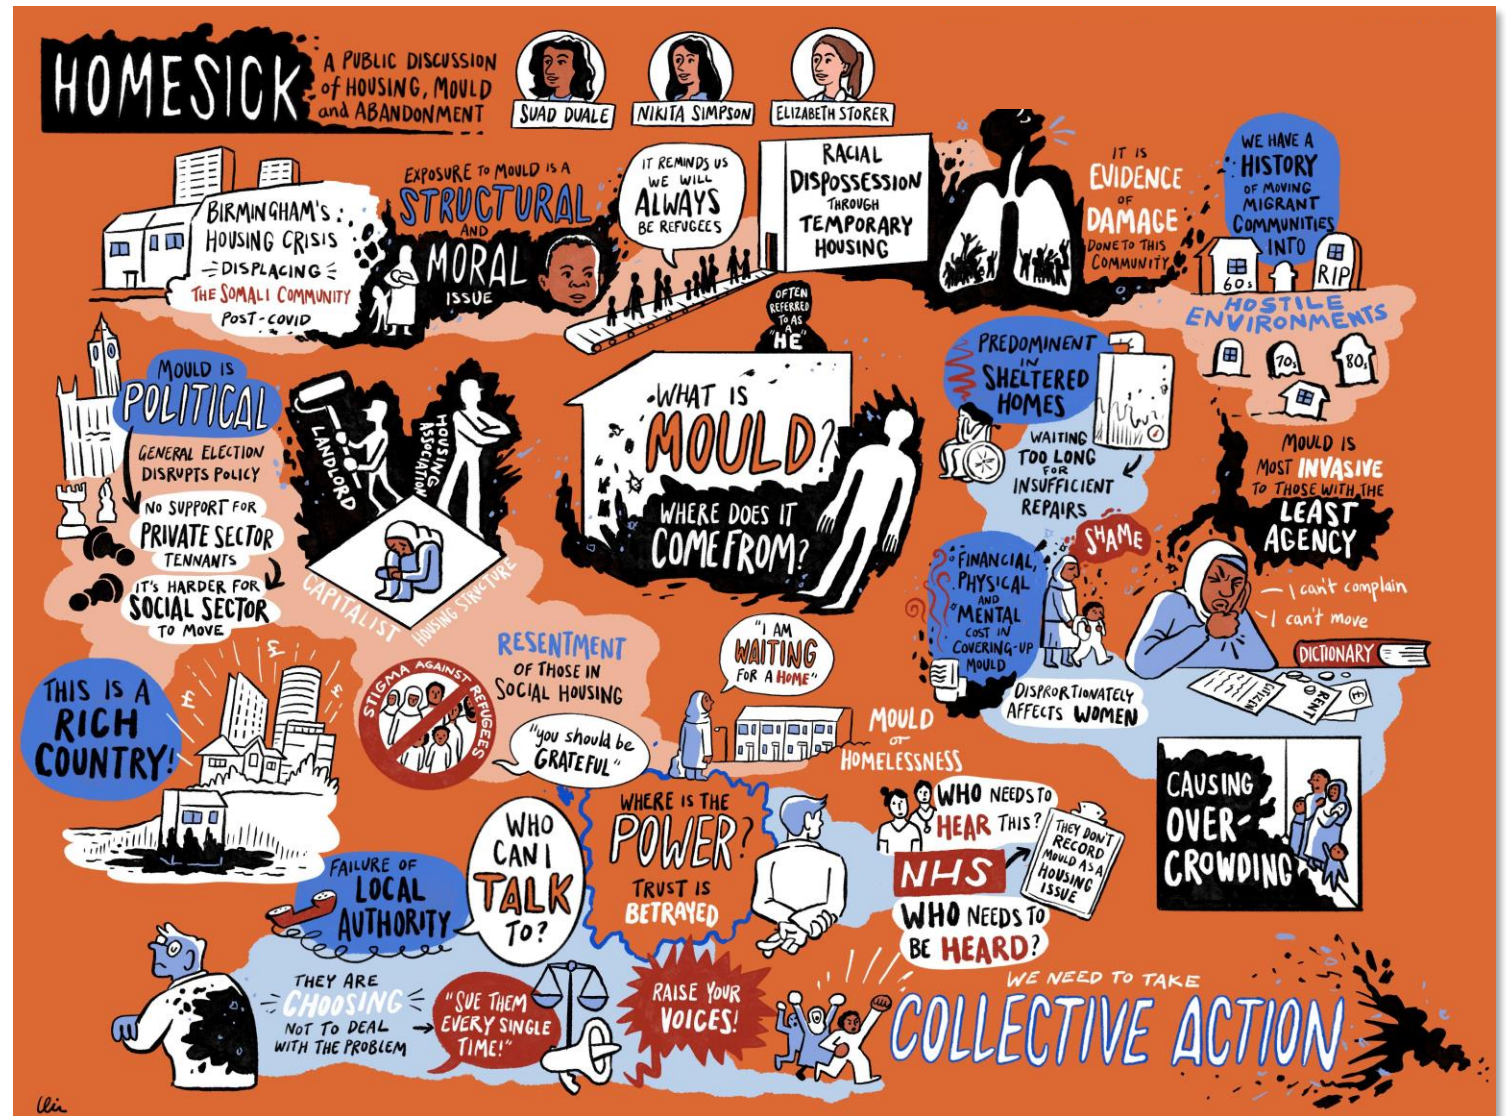 HOMESICK
A PUBLIC DISCUSSION
of HOUSING, MOULD
and ABANDONMENT
SUAD DUALE
NIKITA SIMPSON
ELIZABETH STORER
BIRMINGHAM'S
HOUSING CRISIS
DISPLACING
THE SOMALI COMMUNITY
POST-COVID
EXPOSURE TO MOULD IS A
STRUCTURAL
AND
MORAL
ISSUE
IT REMINDS US
WE WILL
ALWAYS
BE REFUGEES
RACIAL
DISPOSSESSION
THROUGH
TEMPORARY
HOUSING
IT IS
EVIDENCE
OF
DAMAGE
DONE TO THIS
COMMUNITY
WE HAVE A
HISTORY
OF MOVING
MIGRANT
COMMUNITIES
INTO
60s
RIP
HOSTILE
ENVIRONMENTS
70s
80s
MOULD IS
POLITICAL
GENERAL ELECTION
DISRUPTS POLICY
NO SUPPORT FOR
PRIVATE SECTOR
TENNANTS
IT'S HARDER FOR
SOCIAL SECTOR
TO MOVE
LANDLORD
HOUSING
ASSOCIATION
CAPITALIST
HOUSING STRUCTURE
OFTEN
REFERRED
TO AS
A
"HE"
WHAT IS
MOULD?
WHERE DOES IT
COME FROM?
PREDOMINENT
IN
SHELTERED
HOMES
WAITING
TOO LONG
FOR
INSUFFICIENT
REPAIRS
MOULD IS
MOST INVASIVE
TO THOSE WITH THE
LEAST
AGENCY
SHAME
FINANCIAL,
PHYSICAL
AND
MENTAL
COST IN
COVERING-UP
MOULD
DISPRORTIONATELY
AFFECTS WOMEN
I can't complain
I can't move
DICTIONARY
CITIZEN
RENT
£
THIS IS A
RICH
COUNTRY!
£
£
£
STIGMA AGAINST REFUGEES
RESENTMENT
OF THOSE IN
SOCIAL HOUSING
"you should be
GRATEFUL"
"I AM
WAITING
FOR A HOME"
MOULD
or
HOMELESSNESS
CAUSING
OVER-
CROWDING
FAILURE OF
LOCAL
AUTHORITY
WHO
CAN I
TALK
TO?
WHERE IS THE
POWER?
TRUST IS
BETRAYED
WHO NEEDS TO
HEAR THIS?
NHS
THEY DON'T
RECORD
MOULD AS A
HOUSING
ISSUE
WHO NEEDS TO
BE HEARD?
THEY ARE
CHOOSING
NOT TO DEAL
WITH THE PROBLEM
"SUE THEM
EVERY SINGLE
TIME!"
RAISE YOUR
VOICES!
WE NEED TO TAKE
COLLECTIVE ACTION